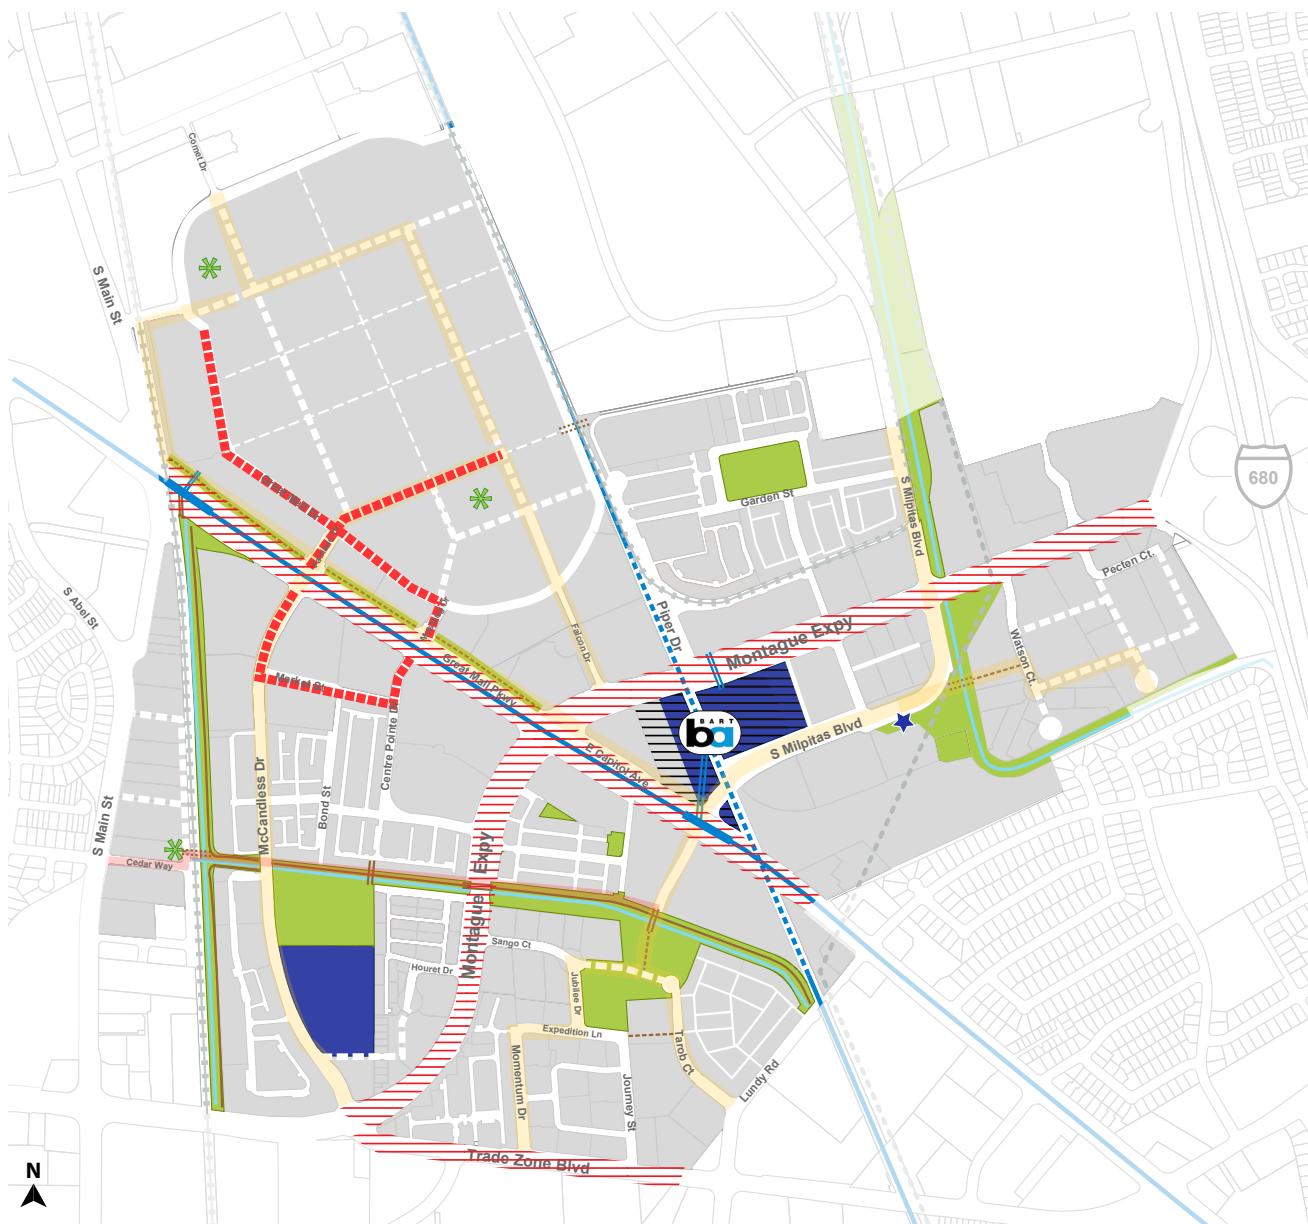 Comet Dr
S Main St
680
Garden St
S Milpitas Blvd
Pecten Ct.
S Abel St
Piper Dr
Montague Expy
Falcon Dr
Watson Ct.
Great Mall Pkwy
Market St
BART
ba
S Milpitas Blvd
E Capitol Ave
Centre Pointe Dr
McCandless Dr
Bond St
S Main St
Montague Expy
Cedar Way
Sango Ct
Houret Dr
Jubilee Dr
Expedition Ln
Tarob Ct
Momentum Dr
Journey St
Lundy Rd
Trade Zone Blvd
N